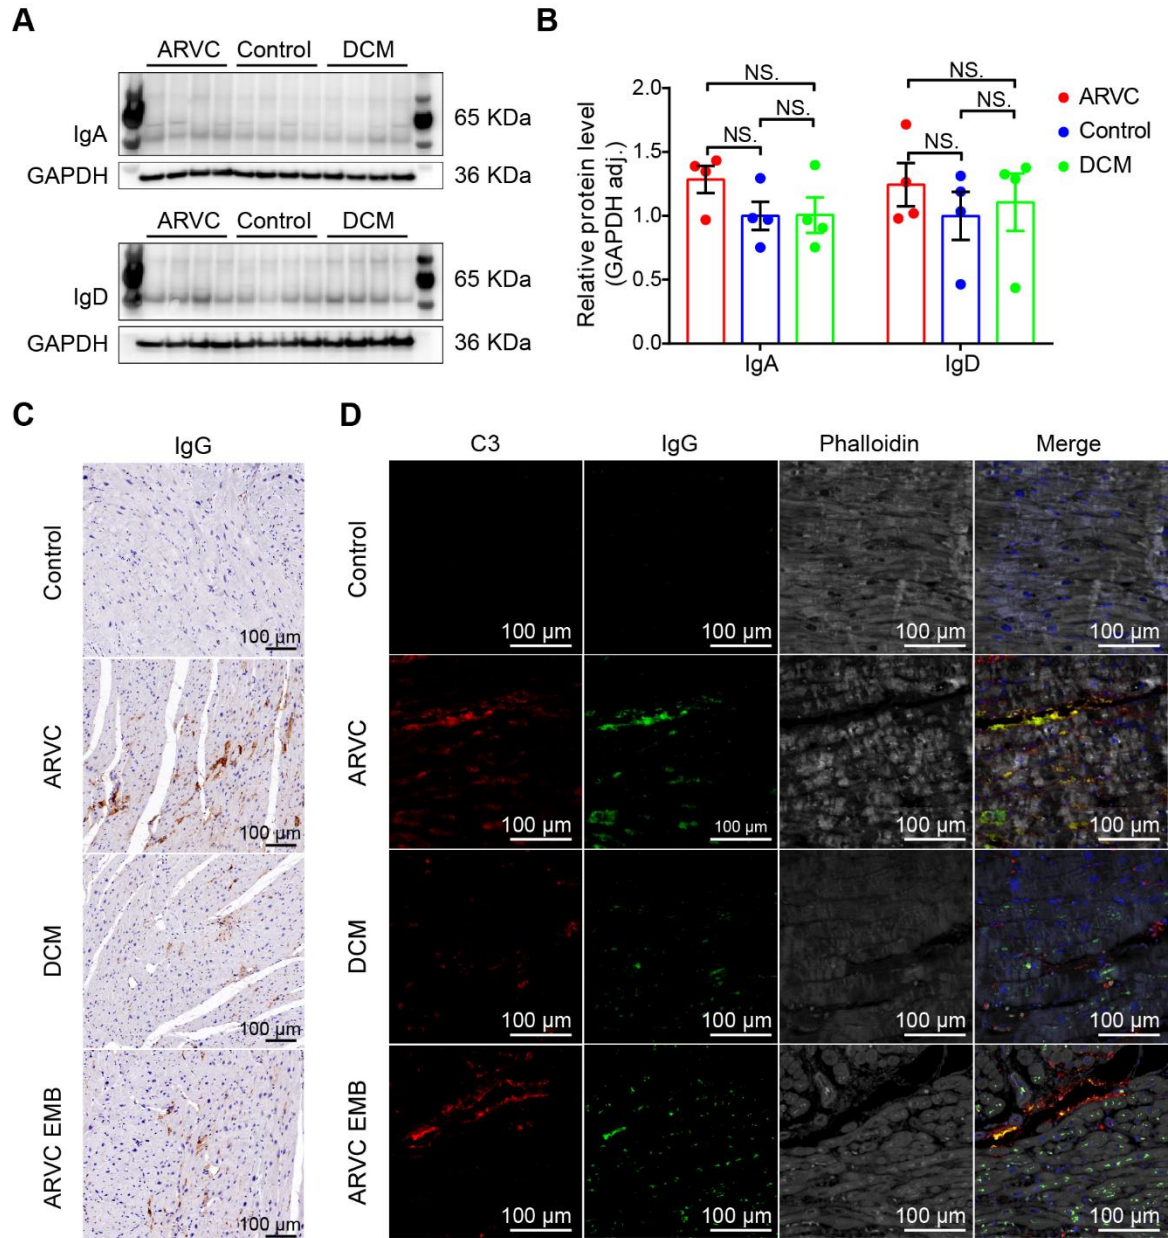 A
ARVC Control DCM
IgA
65 KDa
GAPDH
36 KDa
ARVC Control DCM
IgD
65 KDa
GAPDH
36 KDa
B
Relative protein level
(GAPDH adj.)
2.0
1.5
1.0
0.5
0.0
NS.
NS.
NS.
NS.
NS.
NS.
IgA
IgD
ARVC
Control
DCM
C
IgG
Control
100 µm
ARVC
100 µm
DCM
100 µm
ARVC EMB
100 µm
D
C3 IgG Phalloidin Merge
Control
100 µm 100 µm 100 µm 100 µm
ARVC
100 µm 100 µm 100 µm 100 µm
DCM
100 µm 100 µm 100 µm 100 µm
ARVC EMB
100 µm 100 µm 100 µm 100 µm